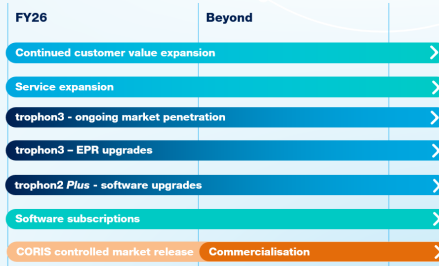 FY26
Beyond
Continued customer value expansion
Service expansion
trophon3 - ongoing market penetration
trophon3 – EPR upgrades
trophon2 Plus - software upgrades
Software subscriptions
CORIS controlled market release
Commercialisation